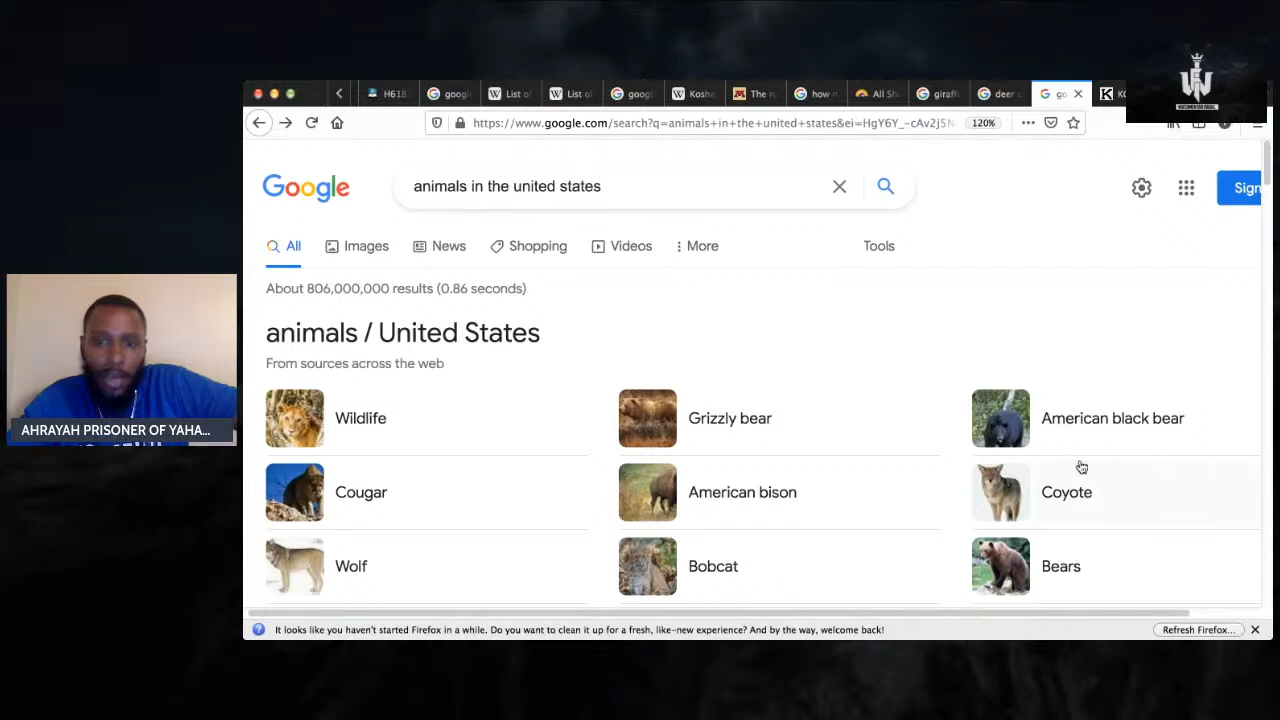 H618
googl
List of
List of
googl
Koshe
The r
how ru
All Sh
giraff
deer s
go
K
https://www.google.com/search?q=animals+in+the+united+states&ei=HgY6Y_-cAv2j5N
120%
Google
animals in the united states
Sign
All
Images
News
Shopping
Videos
More
Tools
About 806,000,000 results (0.86 seconds)
animals / United States
From sources across the web
Wildlife
Grizzly bear
American black bear
Cougar
American bison
Coyote
Wolf
Bobcat
Bears
AHRAYAH PRISONER OF YAHA...
It looks like you haven't started Firefox in a while. Do you want to clean it up for a fresh, like-new experience? And by the way, welcome back!
Refresh Firefox...